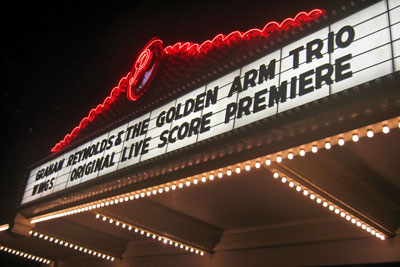 GRAHAM REYNOLDS & THE GOLDEN ARM TRIO
WINGS ORIGINAL LIVE SCORE PREMIERE